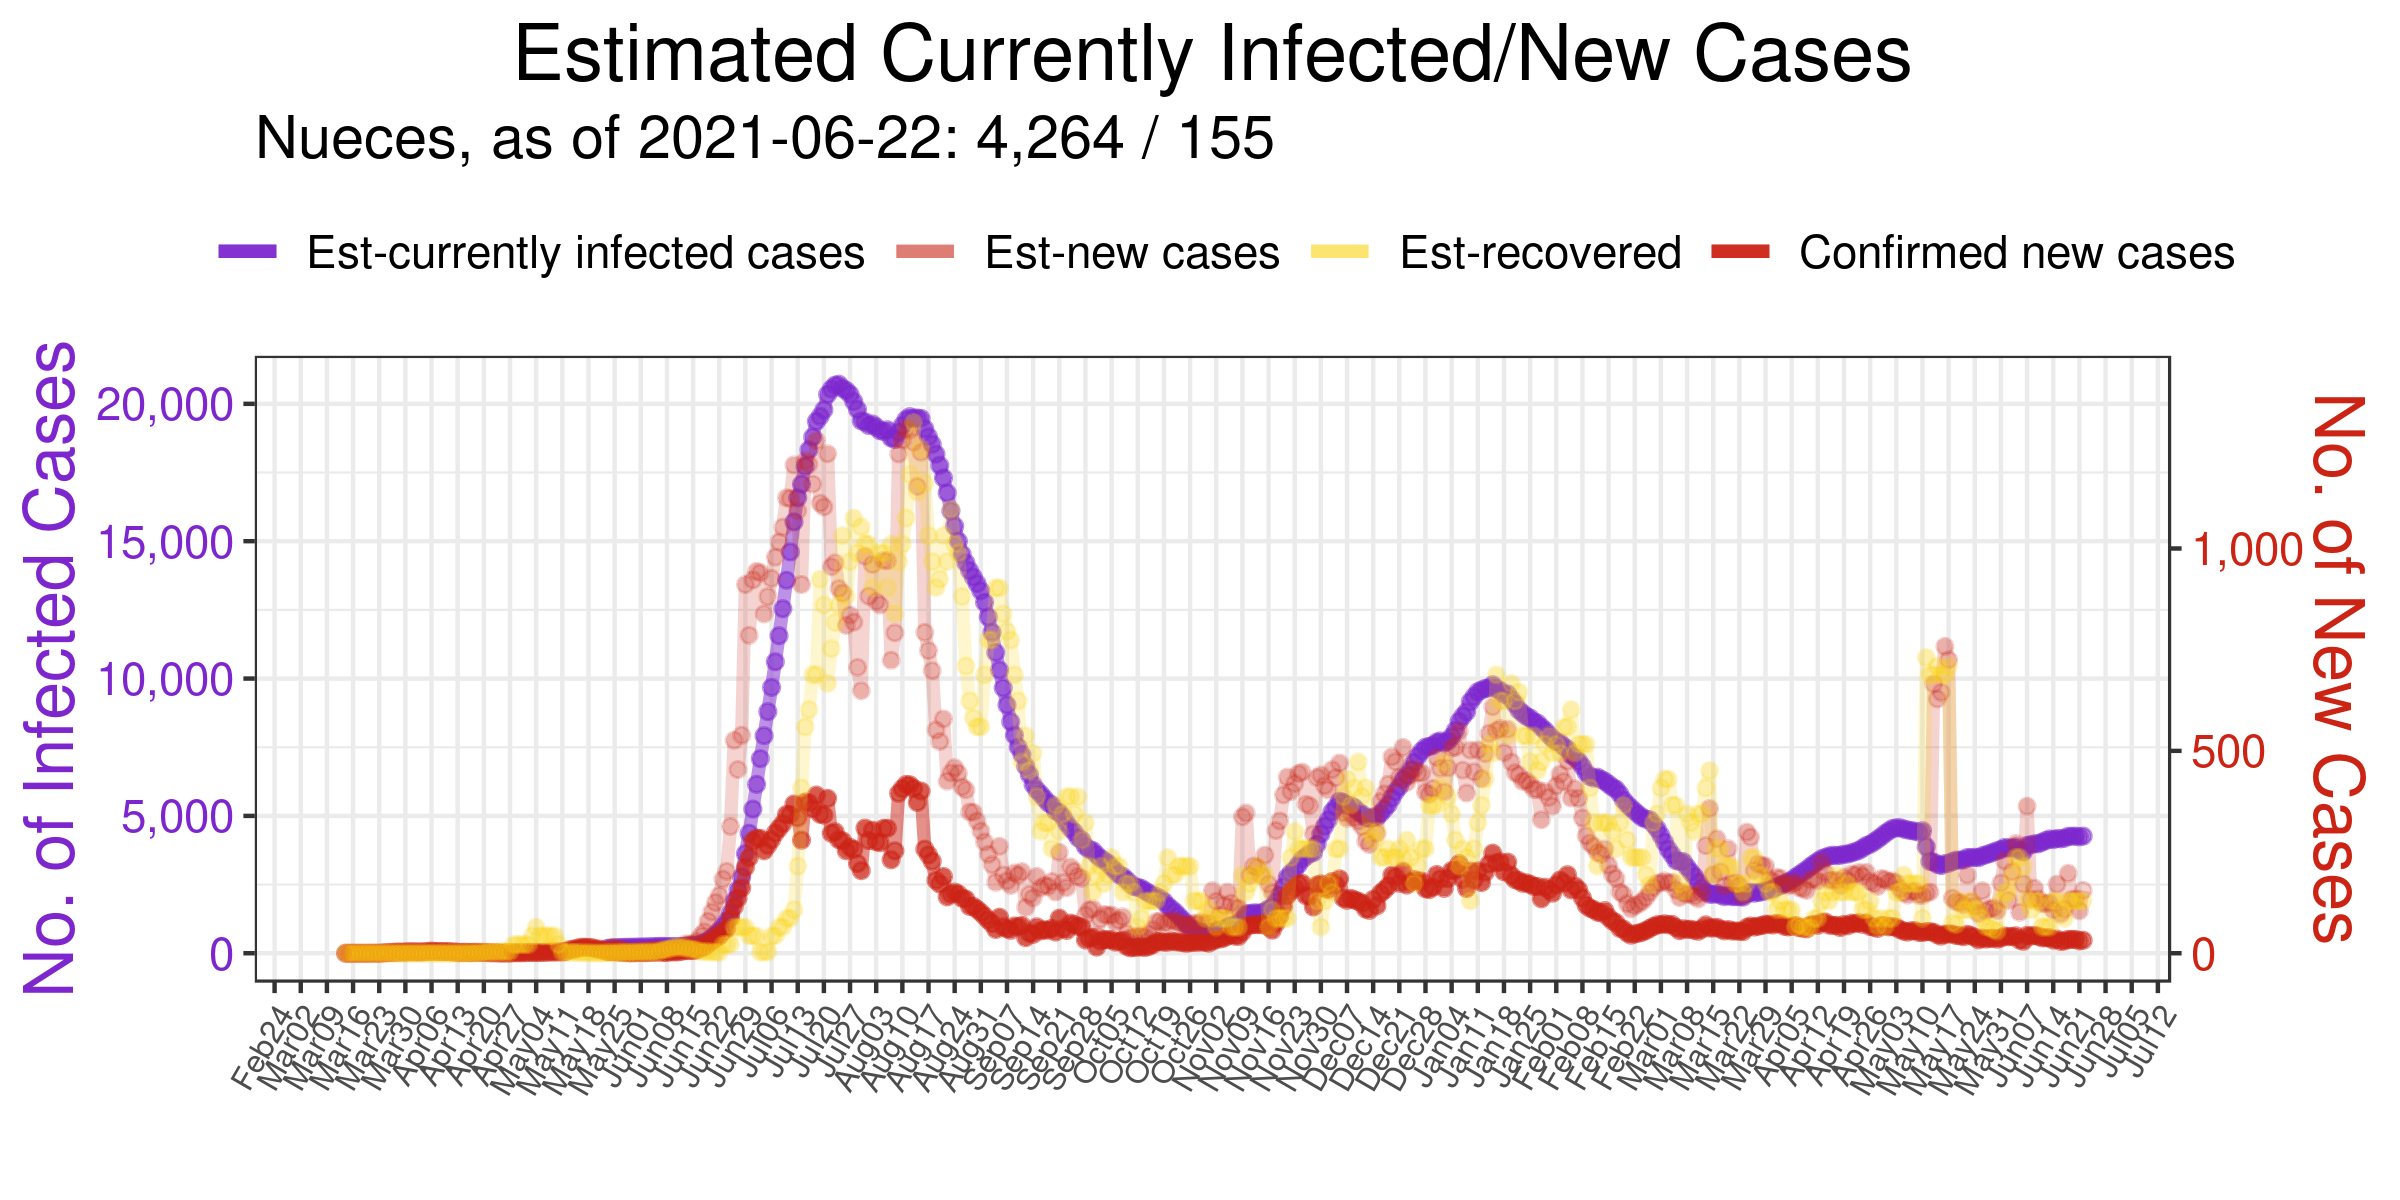 Estimated Currently Infected/New Cases
Nueces, as of 2021-06-22: 4,264 / 155
Est-currently infected cases Est-new cases Est-recovered Confirmed new cases
No. of Infected Cases
20,000
15,000
10,000
5,000
0
1,000
500
0
No. of New Cases
Feb24 Mar02 Mar09 Mar16 Mar23 Mar30 Apr06 Apr13 Apr20 Apr27 May04 May11 May18 May25 Jun01 Jun08 Jun15 Jun22 Jun29 Jul06 Jul13 Jul20 Jul27 Aug03 Aug10 Aug17 Aug24 Aug31 Sep07 Sep14 Sep21 Sep28 Oct05 Oct12 Oct19 Oct26 Nov02 Nov09 Nov16 Nov23 Nov30 Dec07 Dec14 Dec21 Dec28 Jan04 Jan11 Jan18 Jan25 Feb01 Feb08 Feb15 Feb22 Mar01 Mar08 Mar15 Mar22 Mar29 Apr05 Apr12 Apr19 Apr26 May03 May10 May17 May24 May31 Jun07 Jun14 Jun21 Jun28 Jul05 Jul12